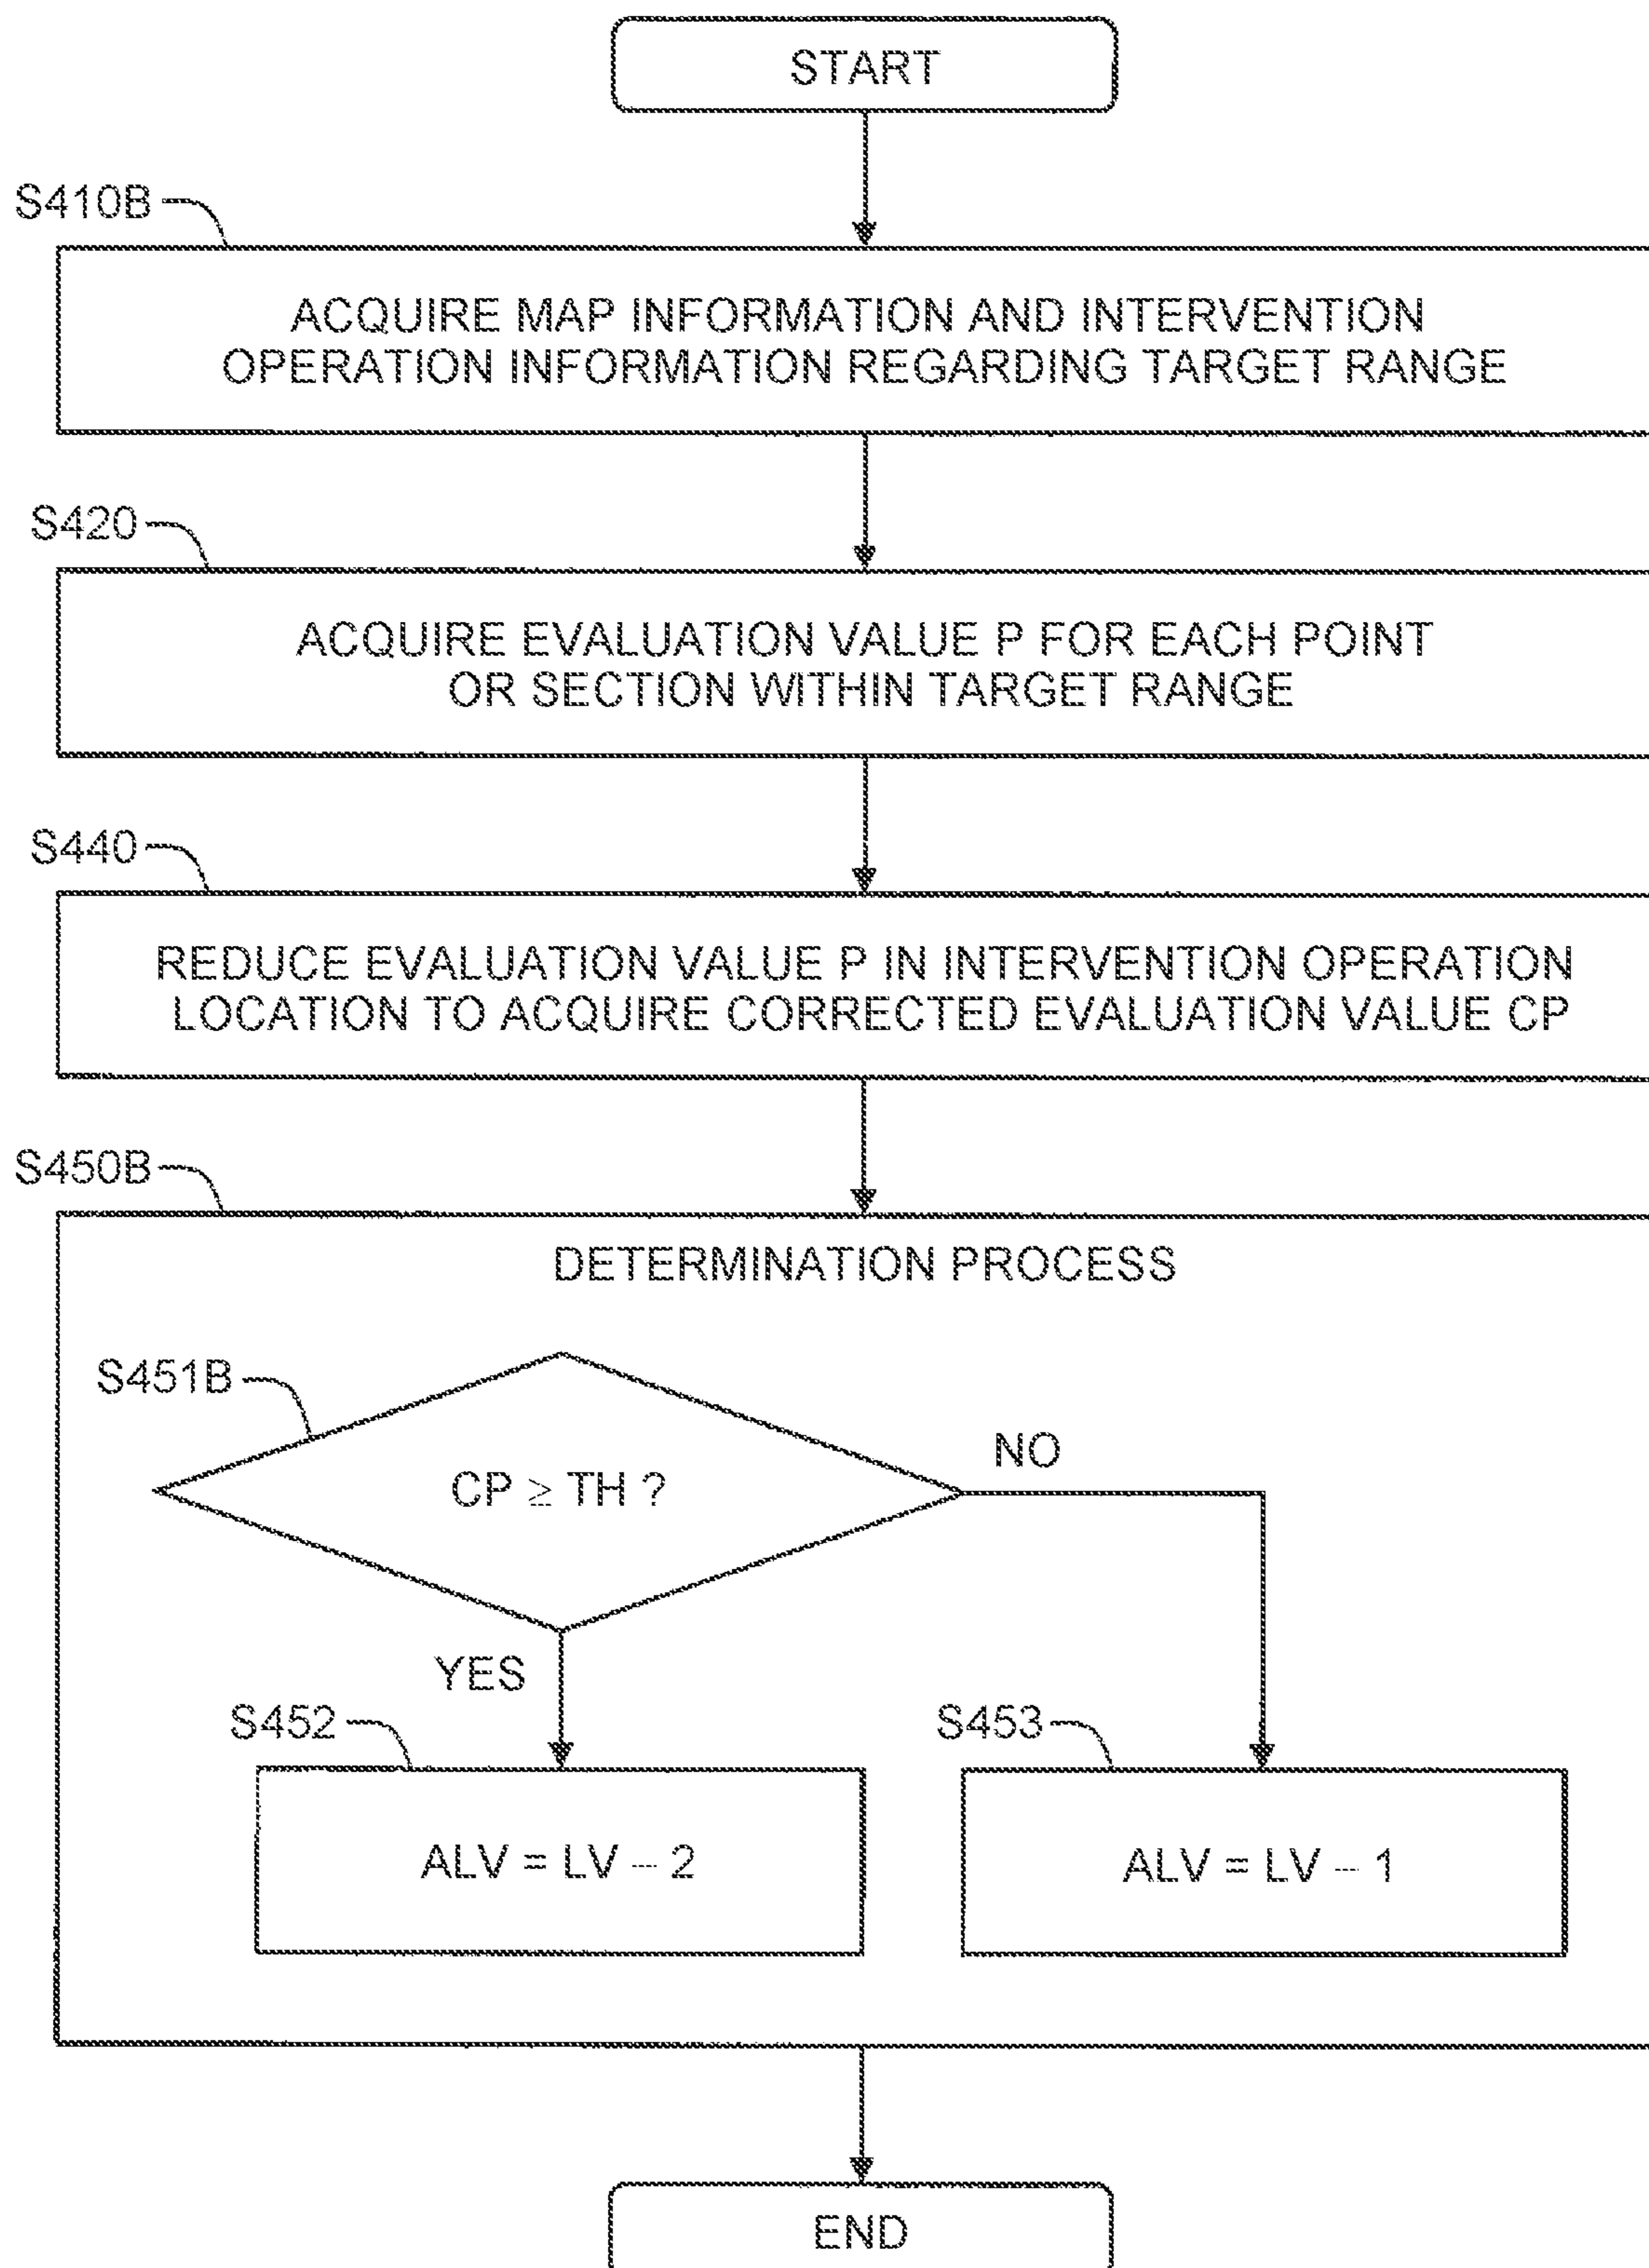 START
S410B
ACQUIRE MAP INFORMATION AND INTERVENTION
OPERATION INFORMATION REGARDING TARGET RANGE
S420
ACQUIRE EVALUATION VALUE P FOR EACH POINT
OR SECTION WITHIN TARGET RANGE
S440
REDUCE EVALUATION VALUE P IN INTERVENTION OPERATION
LOCATION TO ACQUIRE CORRECTED EVALUATION VALUE CP
S450B
DETERMINATION PROCESS
S451B
CP ≥ TH ?
NO
YES
S452
ALV = LV – 2
S453
ALV = LV – 1
END